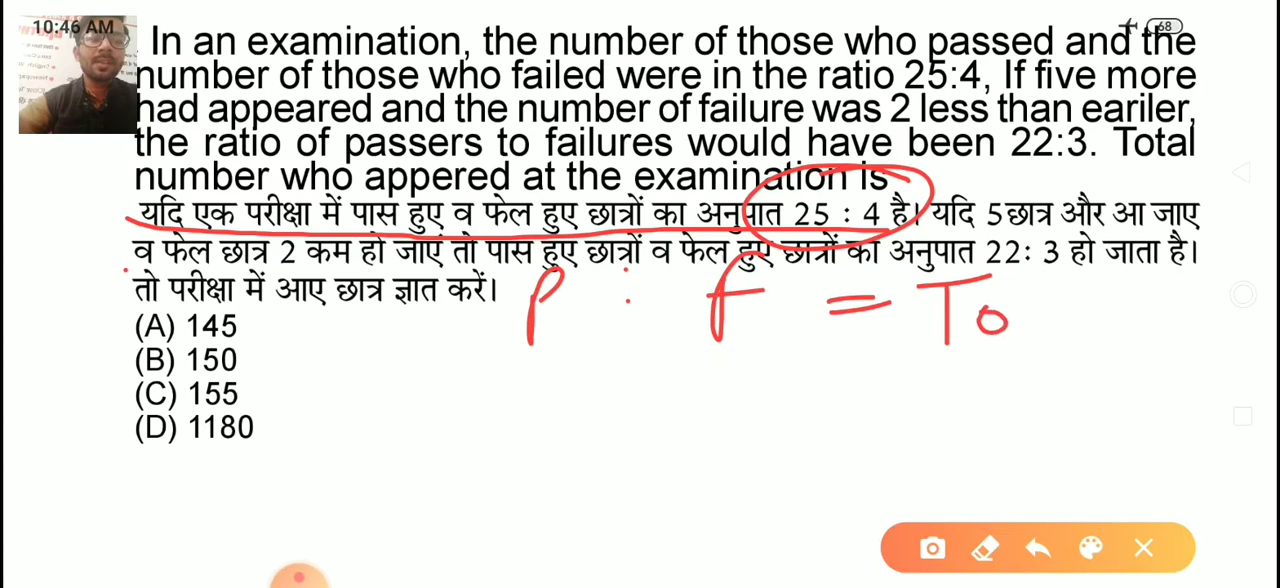 10:46 AM
68
In an examination, the number of those who passed and the
number of those who failed were in the ratio 25:4, If five more
had appeared and the number of failure was 2 less than eariler,
the ratio of passers to failures would have been 22:3. Total
number who appered at the examination is
यदि एक परीक्षा में पास हुए व फेल हुए छात्रों का अनुपात 25 : 4 है। यदि 5छात्र और आ जाए
व फेल छात्र 2 कम हो जाएं तो पास हुए छात्रों व फेल हुए छात्रों का अनुपात 22: 3 हो जाता है।
तो परीक्षा में आए छात्र ज्ञात करें।
P : f = To
(A) 145
(B) 150
(C) 155
(D) 1180